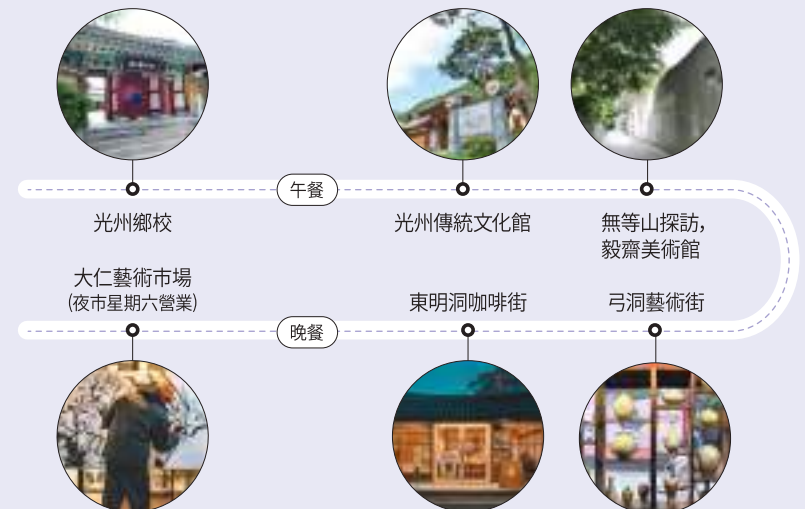 午餐
光州鄉校
光州傳統文化館
無等山探訪，
毅齋美術館
大仁藝術市場
(夜市星期六營業)
東明洞咖啡街
弓洞藝術街
晚餐